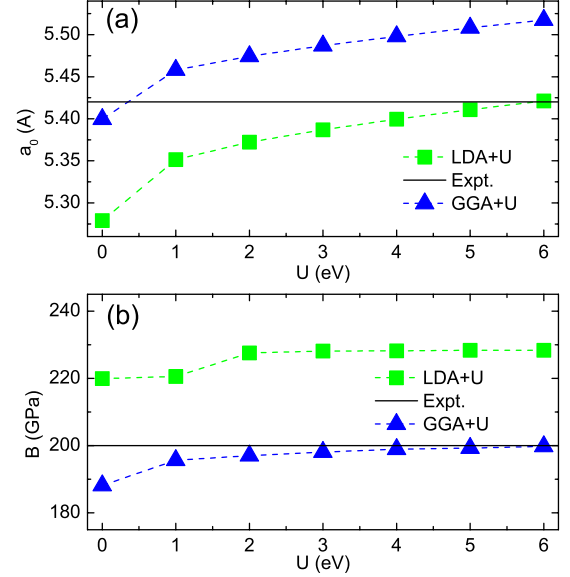 (a)
5.50
5.45
5.40
5.35
5.30
a0 (A)
LDA+U
Expt.
GGA+U
0 1 2 3 4 5 6
U (eV)
(b)
240
220
200
180
B (GPa)
LDA+U
Expt.
GGA+U
0 1 2 3 4 5 6
U (eV)